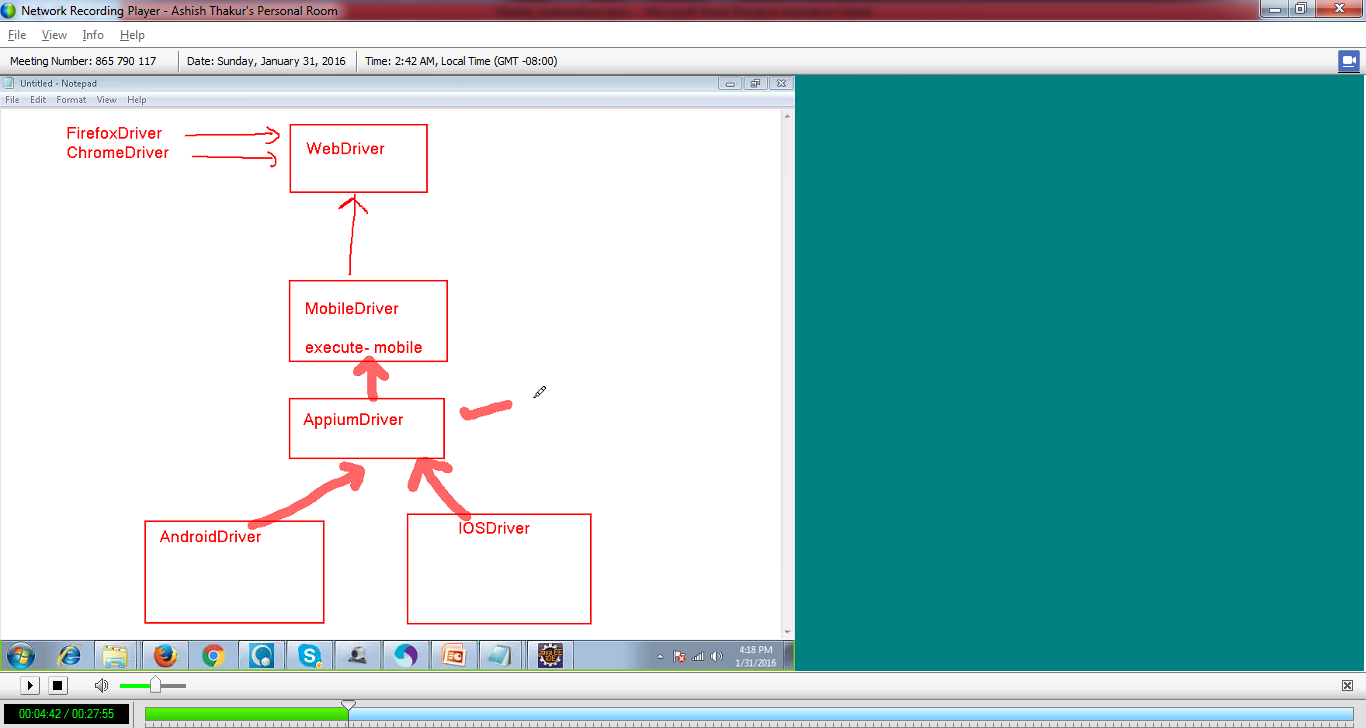 Network Recording Player - Ashish Thakur's Personal Room
File View Info Help
Meeting Number: 865 790 117 Date: Sunday, January 31, 2016 Time: 2:42 AM, Local Time (GMT -08:00)
Untitled - Notepad
File Edit Format View Help
FirefoxDriver
ChromeDriver
WebDriver
MobileDriver
execute- mobile
AppiumDriver
AndroidDriver
IOSDriver
4:18 PM
1/31/2016
00:04:42 / 00:27:55